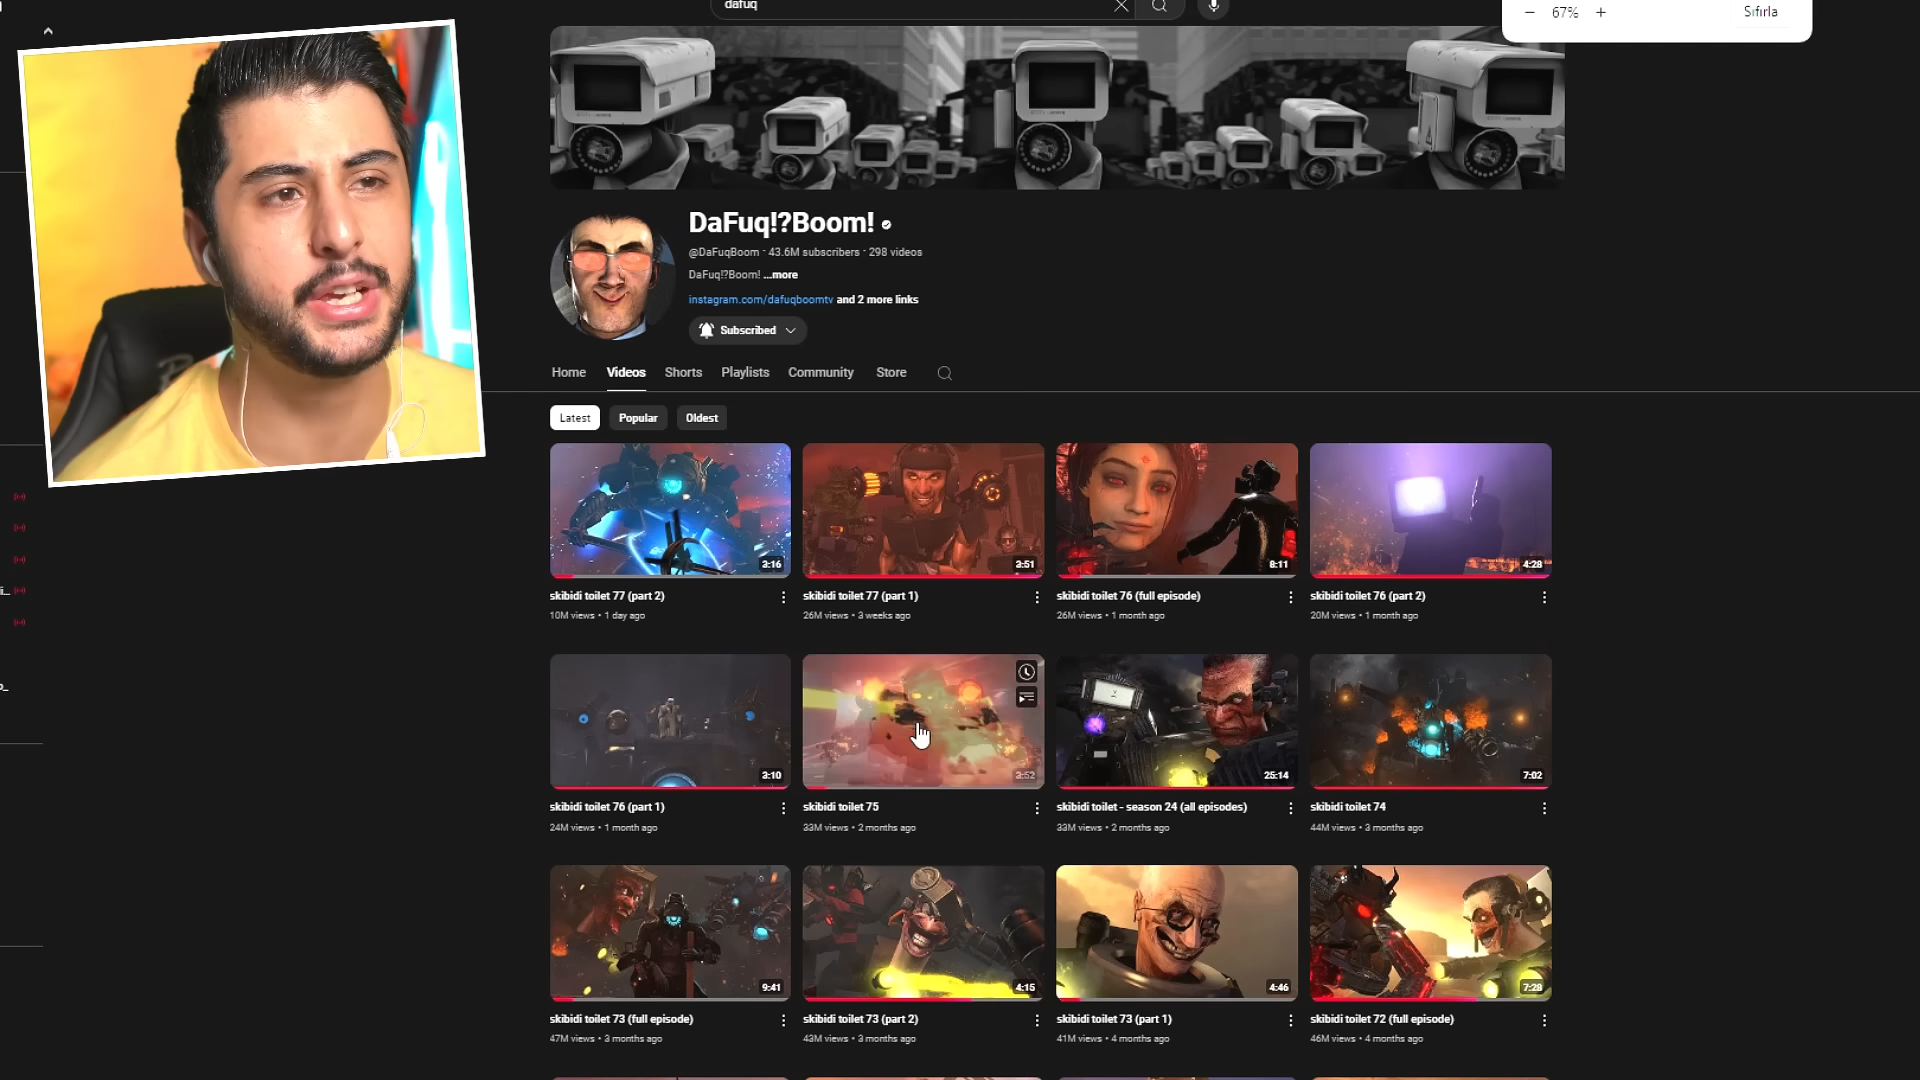 dafuq
67%
Sıfırla
DaFuq!?Boom!
@DaFuqBoom · 43.6M subscribers · 298 videos
DaFuq!?Boom! ...more
instagram.com/dafuqboomtv and 2 more links
Subscribed
Home Videos Shorts Playlists Community Store
Latest Popular Oldest
3:16 3:51 8:11 4:28
skibidi toilet 77 (part 2)
10M views • 1 day ago
skibidi toilet 77 (part 1)
26M views • 3 weeks ago
skibidi toilet 76 (full episode)
26M views • 1 month ago
skibidi toilet 76 (part 2)
20M views • 1 month ago
3:10 3:52 25:14 7:02
skibidi toilet 76 (part 1)
24M views • 1 month ago
skibidi toilet 75
33M views • 2 months ago
skibidi toilet - season 24 (all episodes)
33M views • 2 months ago
skibidi toilet 74
44M views • 3 months ago
9:41 4:15 4:46 7:28
skibidi toilet 73 (full episode)
47M views • 3 months ago
skibidi toilet 73 (part 2)
43M views • 3 months ago
skibidi toilet 73 (part 1)
41M views • 4 months ago
skibidi toilet 72 (full episode)
46M views • 4 months ago